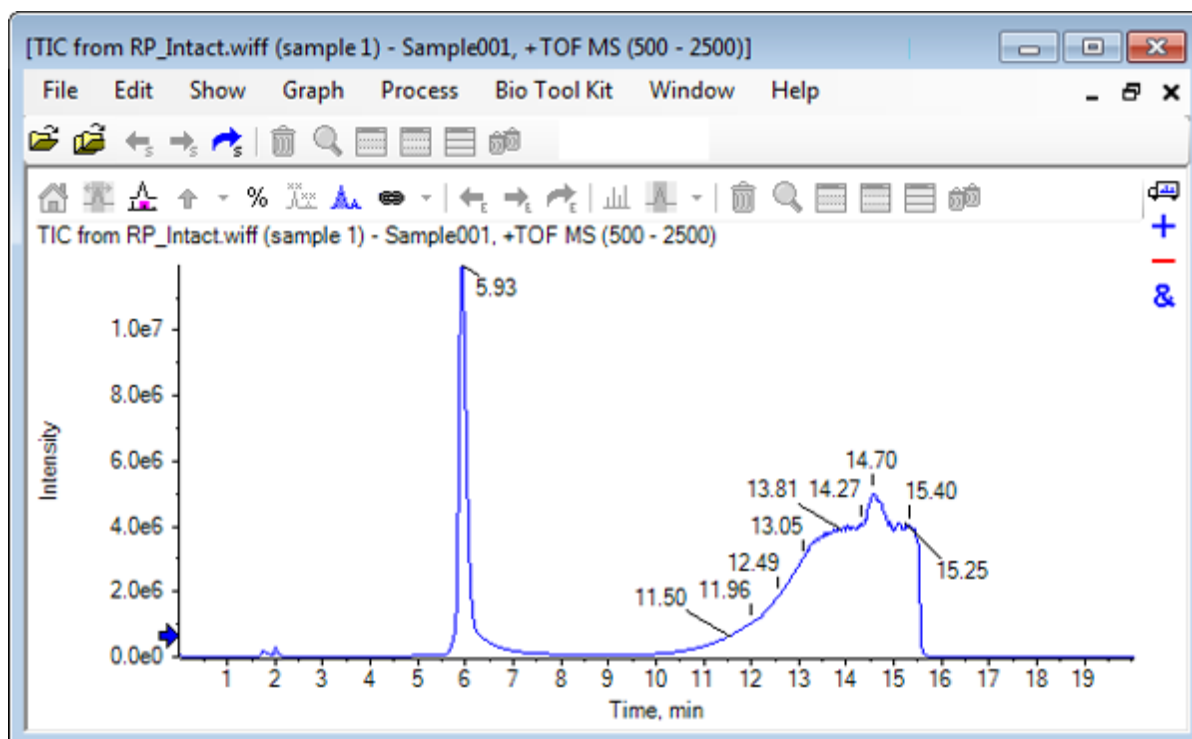 [TIC from RP_Intact.wiff (sample 1) - Sample001, +TOF MS (500 - 2500)]
File Edit Show Graph Process Bio Tool Kit Window Help
S S S
% E E E
TIC from RP_Intact.wiff (sample 1) - Sample001, +TOF MS (500 - 2500)
&
5.93
1.0e7
8.0e6
6.0e6
4.0e6
2.0e6
0.0e0
Intensity
11.50
11.96
12.49
13.05
13.81
14.27
14.70
15.40
15.25
1 2 3 4 5 6 7 8 9 10 11 12 13 14 15 16 17 18 19
Time, min